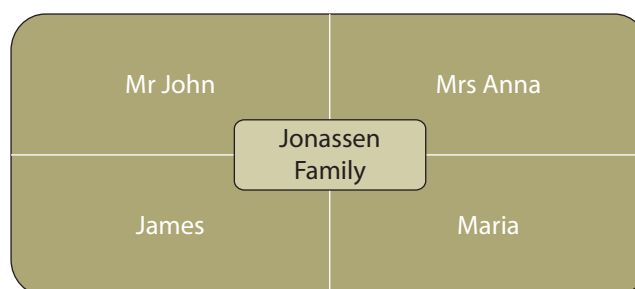 Mr John
Mrs Anna
Jonassen
Family
James
Maria